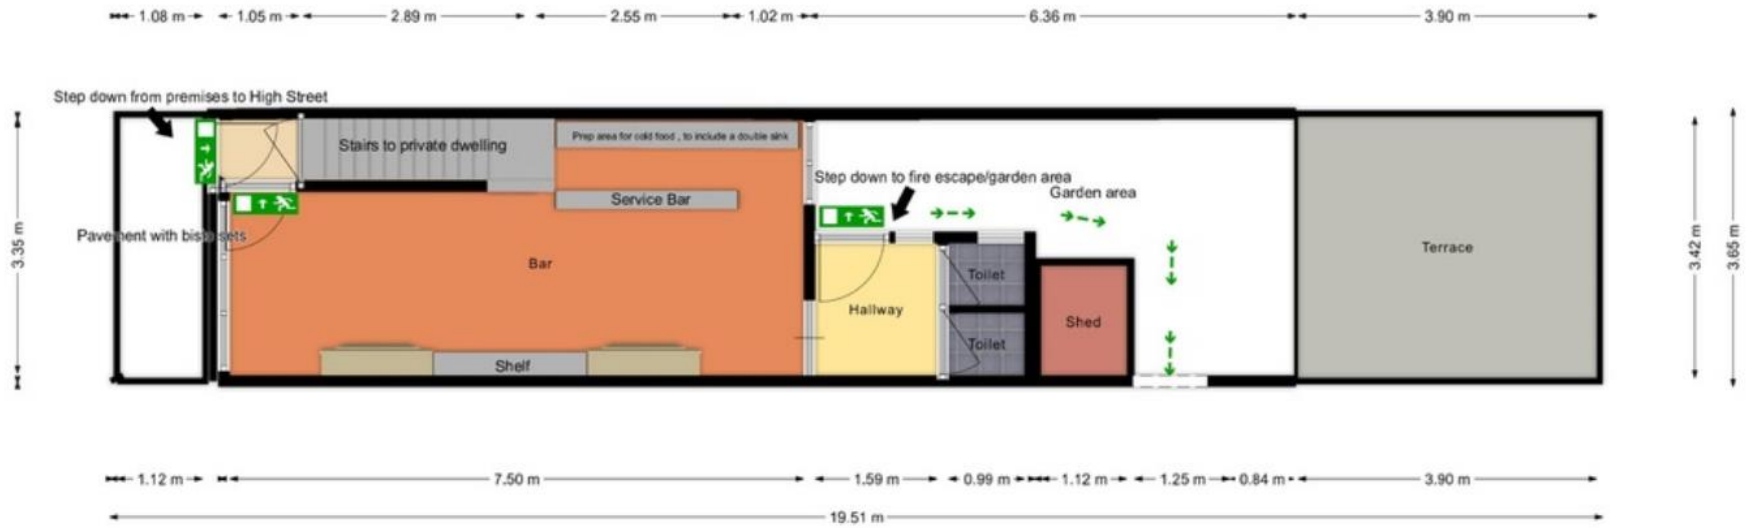 1.08 m 1.05 m 2.89 m 2.55 m 1.02 m 6.36 m 3.90 m
Step down from premises to High Street
Stairs to private dwelling
Prep area for cold food , to include a double sink
Step down to fire escape/garden area
Garden area
Service Bar
Pavement with bistro sets
Bar
Terrace
3.35 m
3.42 m
3.65 m
Toilet
Hallway
Shed
Toilet
Shelf
1.12 m 7.50 m 1.59 m 0.99 m 1.12 m 1.25 m 0.84 m 3.90 m
19.51 m